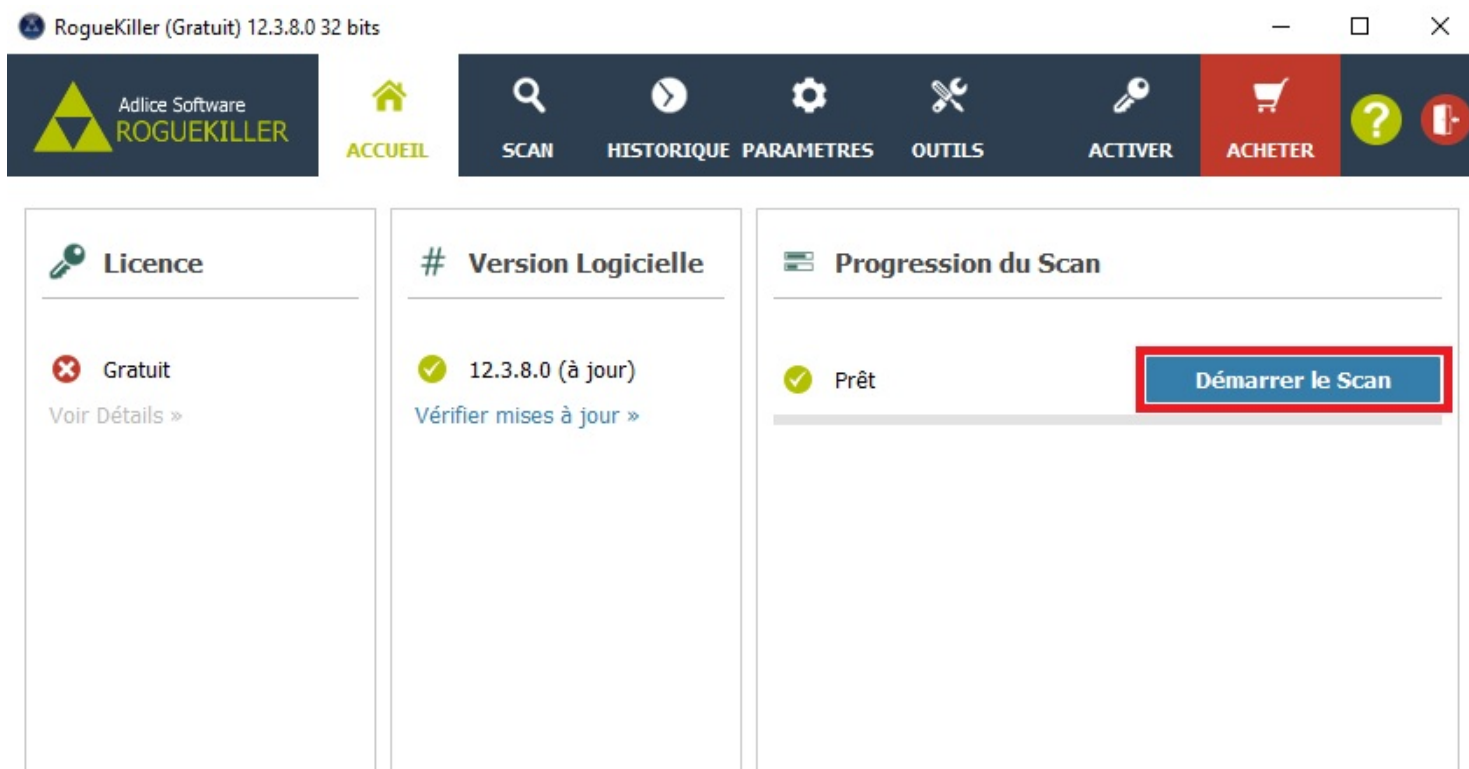 RogueKiller (Gratuit) 12.3.8.0 32 bits
Adlice Software
ROGUEKILLER
ACCUEIL
SCAN
HISTORIQUE
PARAMETRES
OUTILS
ACTIVER
ACHETER
?
Licence
Gratuit
Voir Détails »
# Version Logicielle
12.3.8.0 (à jour)
Vérifier mises à jour »
Progression du Scan
Prêt
Démarrer le Scan